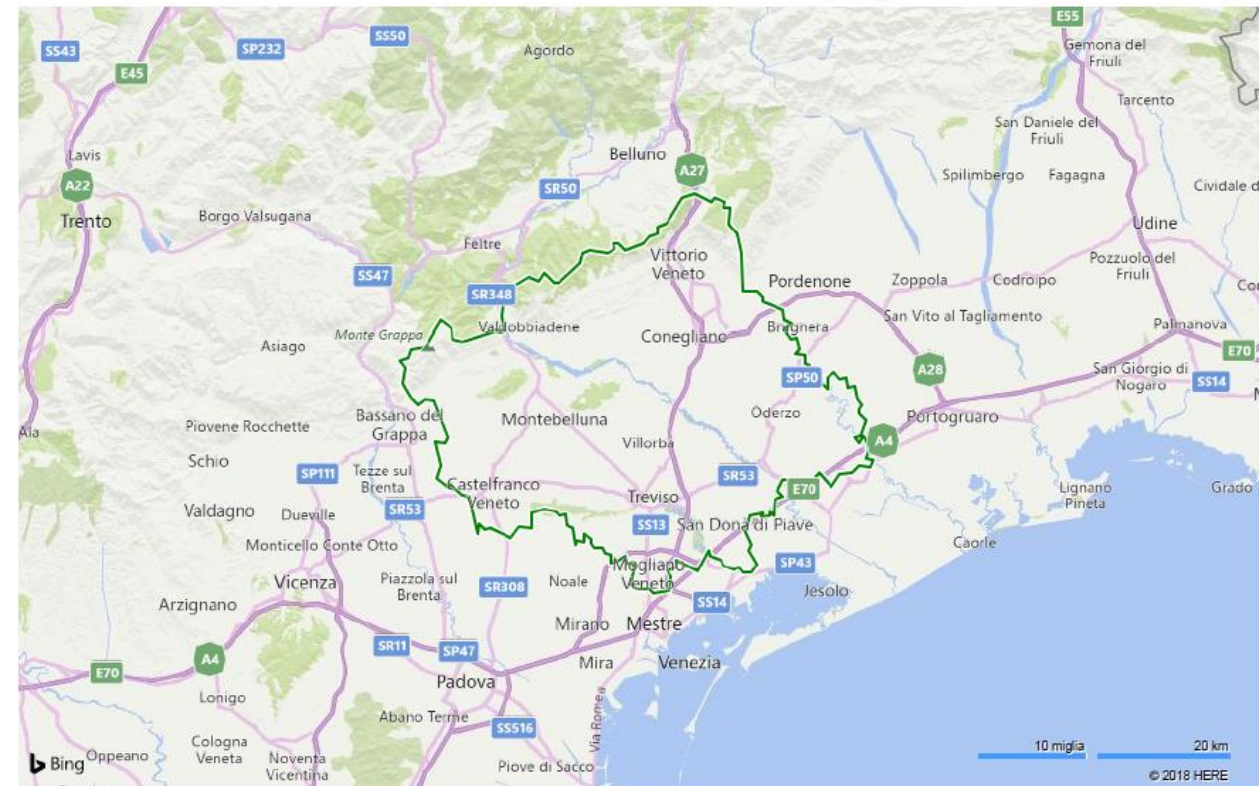 E55
SS43
SP232
SS50
Gemona del
Friuli
Agordo
E45
Tarcento
San Daniele del
Friuli
Lavis
Belluno
A27
A22
SR50
Spilimbergo
Fagagna
Cividale d
Trento
Borgo Valsugana
Udine
Feltre
Vittorio
Veneto
Pozzuolo del
Friuli
SS47
Pordenone
Zoppola
Codroipo
SR348
Monte Grappa
Valdobbiadene
Conegliano
Brugnera
San Vito al Tagliamento
Palmanova
Asiago
E70
SP50
A28
San Giorgio di
Nogaro
SS14
Bassano del
Grappa
Montebelluna
Oderzo
Portogruaro
Ala
Piovene Rocchette
Villorba
A4
Schio
SP111
Tezze sul
Brenta
SR53
Castelfranco
Veneto
E70
Lignano
Pineta
Grado
Valdagno
Dueville
SR53
Treviso
SS13
San Donà di Piave
Monticello Conte Otto
Caorle
Vicenza
Piazzola sul
Brenta
SR308
Noale
Mogliano
Veneto
SP43
Jesolo
Arzignano
SS14
Mirano
Mestre
SR11
SP47
A4
Mira
Venezia
E70
Padova
Lonigo
Abano Terme
SS516
Via Romea
Bing
Oppeano
Cologna
Veneta
Noventa
Vicentina
Piove di Sacco
10 miglia
20 km
© 2018 HERE